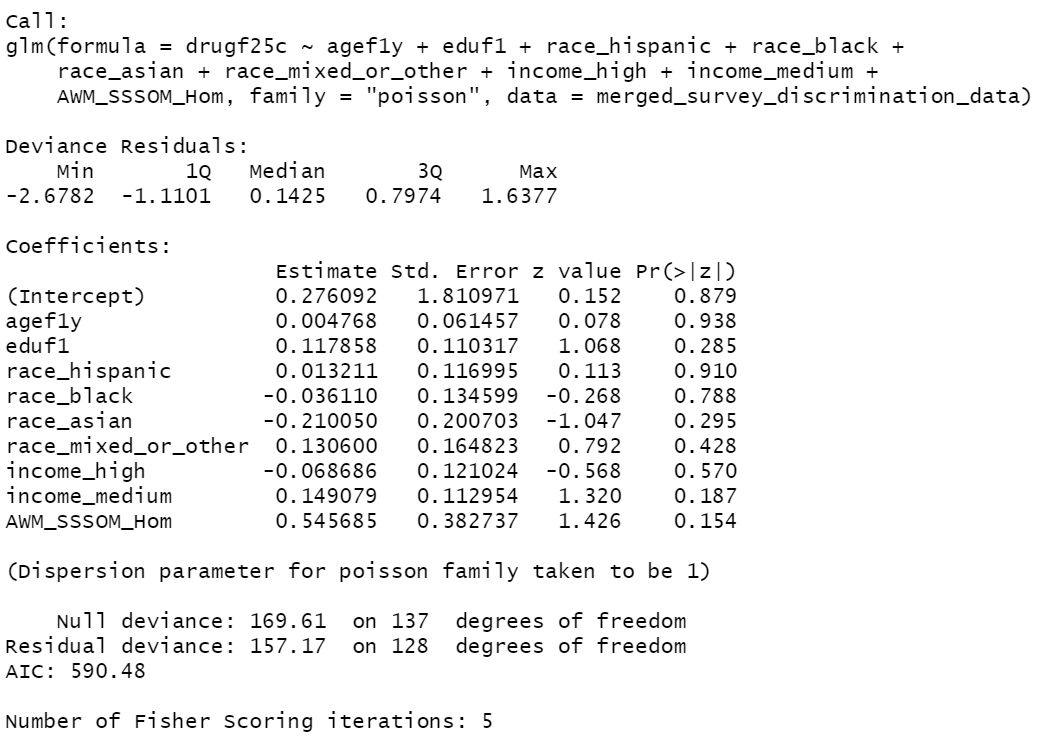 Call:
glm(formula = drugf25c ~ agef1y + eduf1 + race_hispanic + race_black +
    race_asian + race_mixed_or_other + income_high + income_medium +
    AWM_SSSOM_Hom, family = "poisson", data = merged_survey_discrimination_data)

Deviance Residuals:
    Min       1Q   Median       3Q      Max
-2.6782  -1.1101   0.1425   0.7974   1.6377

Coefficients:
                     Estimate Std. Error z value Pr(>|z|)
(Intercept)          0.276092   1.810971   0.152    0.879
agef1y               0.004768   0.061457   0.078    0.938
eduf1                0.117858   0.110317   1.068    0.285
race_hispanic        0.013211   0.116995   0.113    0.910
race_black          -0.036110   0.134599  -0.268    0.788
race_asian          -0.210050   0.200703  -1.047    0.295
race_mixed_or_other  0.130600   0.164823   0.792    0.428
income_high         -0.068686   0.121024  -0.568    0.570
income_medium        0.149079   0.112954   1.320    0.187
AWM_SSSOM_Hom        0.545685   0.382737   1.426    0.154

(Dispersion parameter for poisson family taken to be 1)

    Null deviance: 169.61  on 137  degrees of freedom
Residual deviance: 157.17  on 128  degrees of freedom
AIC: 590.48

Number of Fisher Scoring iterations: 5